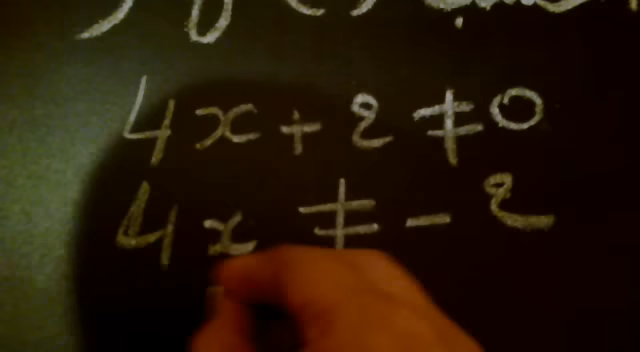 4x + 2 ≠ 0
4x ≠ - 2